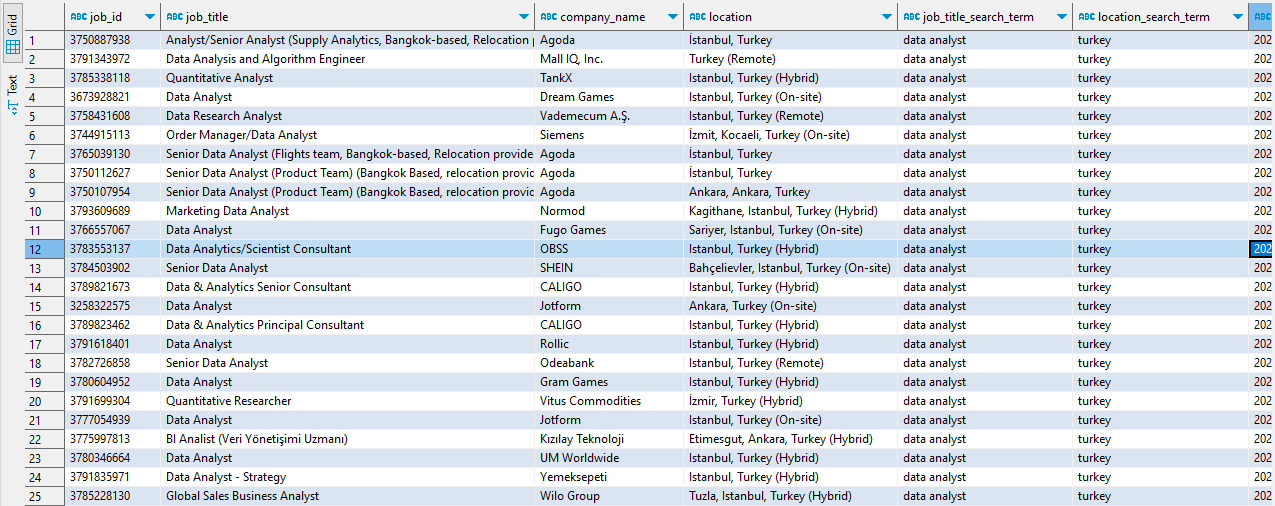 Grid
Text
ABC job_id ABC job_title ABC company_name ABC location ABC job_title_search_term ABC location_search_term ABC
1 3750887938 Analyst/Senior Analyst (Supply Analytics, Bangkok-based, Relocation p Agoda İstanbul, Turkey data analyst turkey 202
2 3791343972 Data Analysis and Algorithm Engineer Mall IQ, Inc. Turkey (Remote) data analyst turkey 202
3 3785338118 Quantitative Analyst TankX Istanbul, Turkey (Hybrid) data analyst turkey 202
4 3673928821 Data Analyst Dream Games Istanbul, Turkey (On-site) data analyst turkey 202
5 3758431608 Data Research Analyst Vademecum A.Ş. Istanbul, Turkey (Remote) data analyst turkey 202
6 3744915113 Order Manager/Data Analyst Siemens İzmit, Kocaeli, Turkey (On-site) data analyst turkey 202
7 3765039130 Senior Data Analyst (Flights team, Bangkok-based, Relocation provide Agoda İstanbul, Turkey data analyst turkey 202
8 3750112627 Senior Data Analyst (Product Team) (Bangkok Based, relocation provic Agoda İstanbul, Turkey data analyst turkey 202
9 3750107954 Senior Data Analyst (Product Team) (Bangkok Based, relocation provic Agoda Ankara, Ankara, Turkey data analyst turkey 202
10 3793609689 Marketing Data Analyst Normod Kagithane, Istanbul, Turkey (Hybrid) data analyst turkey 202
11 3766557067 Data Analyst Fugo Games Sariyer, Istanbul, Turkey (On-site) data analyst turkey 202
12 3783553137 Data Analytics/Scientist Consultant OBSS Istanbul, Turkey (Hybrid) data analyst turkey 202
13 3784503902 Senior Data Analyst SHEIN Bahçelievler, Istanbul, Turkey (On-site) data analyst turkey 202
14 3789821673 Data & Analytics Senior Consultant CALIGO Istanbul, Turkey (Hybrid) data analyst turkey 202
15 3258322575 Data Analyst Jotform Ankara, Turkey (On-site) data analyst turkey 202
16 3789823462 Data & Analytics Principal Consultant CALIGO Istanbul, Turkey (Hybrid) data analyst turkey 202
17 3791618401 Data Analyst Rollic Istanbul, Turkey (Hybrid) data analyst turkey 202
18 3782726858 Senior Data Analyst Odeabank Istanbul, Turkey (Remote) data analyst turkey 202
19 3780604952 Data Analyst Gram Games Istanbul, Turkey (Hybrid) data analyst turkey 202
20 3791699304 Quantitative Researcher Vitus Commodities İzmir, Turkey (Hybrid) data analyst turkey 202
21 3777054939 Data Analyst Jotform Istanbul, Turkey (On-site) data analyst turkey 202
22 3775997813 BI Analist (Veri Yönetişimi Uzmanı) Kızılay Teknoloji Etimesgut, Ankara, Turkey (Hybrid) data analyst turkey 202
23 3780346664 Data Analyst UM Worldwide Istanbul, Turkey (Hybrid) data analyst turkey 202
24 3791835971 Data Analyst - Strategy Yemeksepeti Istanbul, Turkey (Hybrid) data analyst turkey 202
25 3785228130 Global Sales Business Analyst Wilo Group Tuzla, Istanbul, Turkey (Hybrid) data analyst turkey 202